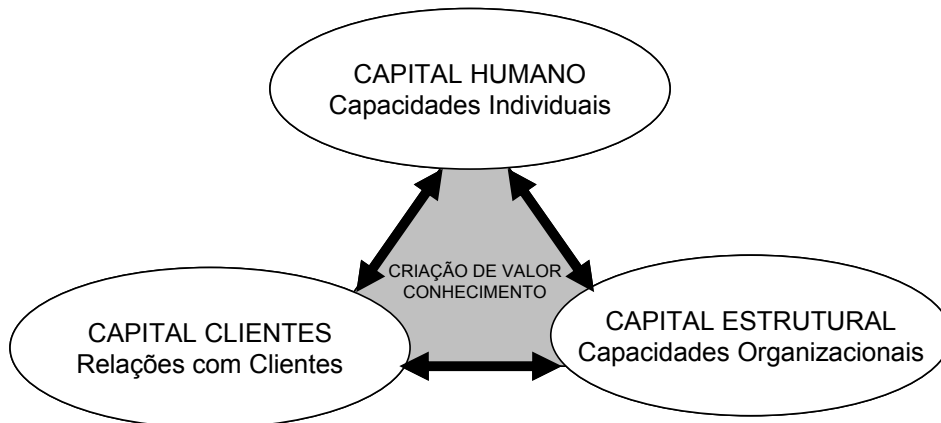 CAPITAL HUMANO
Capacidades Individuais
CRIAÇÃO DE VALOR
CONHECIMENTO
CAPITAL CLIENTES
Relações com Clientes
CAPITAL ESTRUTURAL
Capacidades Organizacionais